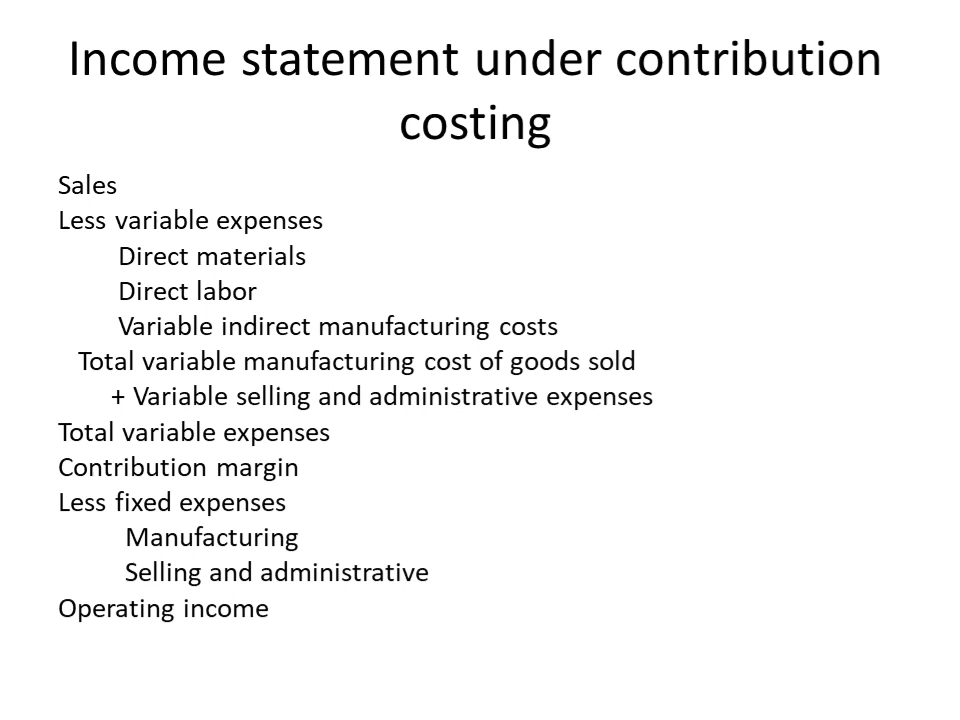 Income statement under contribution
costing
Sales
Less variable expenses
Direct materials
Direct labor
Variable indirect manufacturing costs
Total variable manufacturing cost of goods sold
+ Variable selling and administrative expenses
Total variable expenses
Contribution margin
Less fixed expenses
Manufacturing
Selling and administrative
Operating income